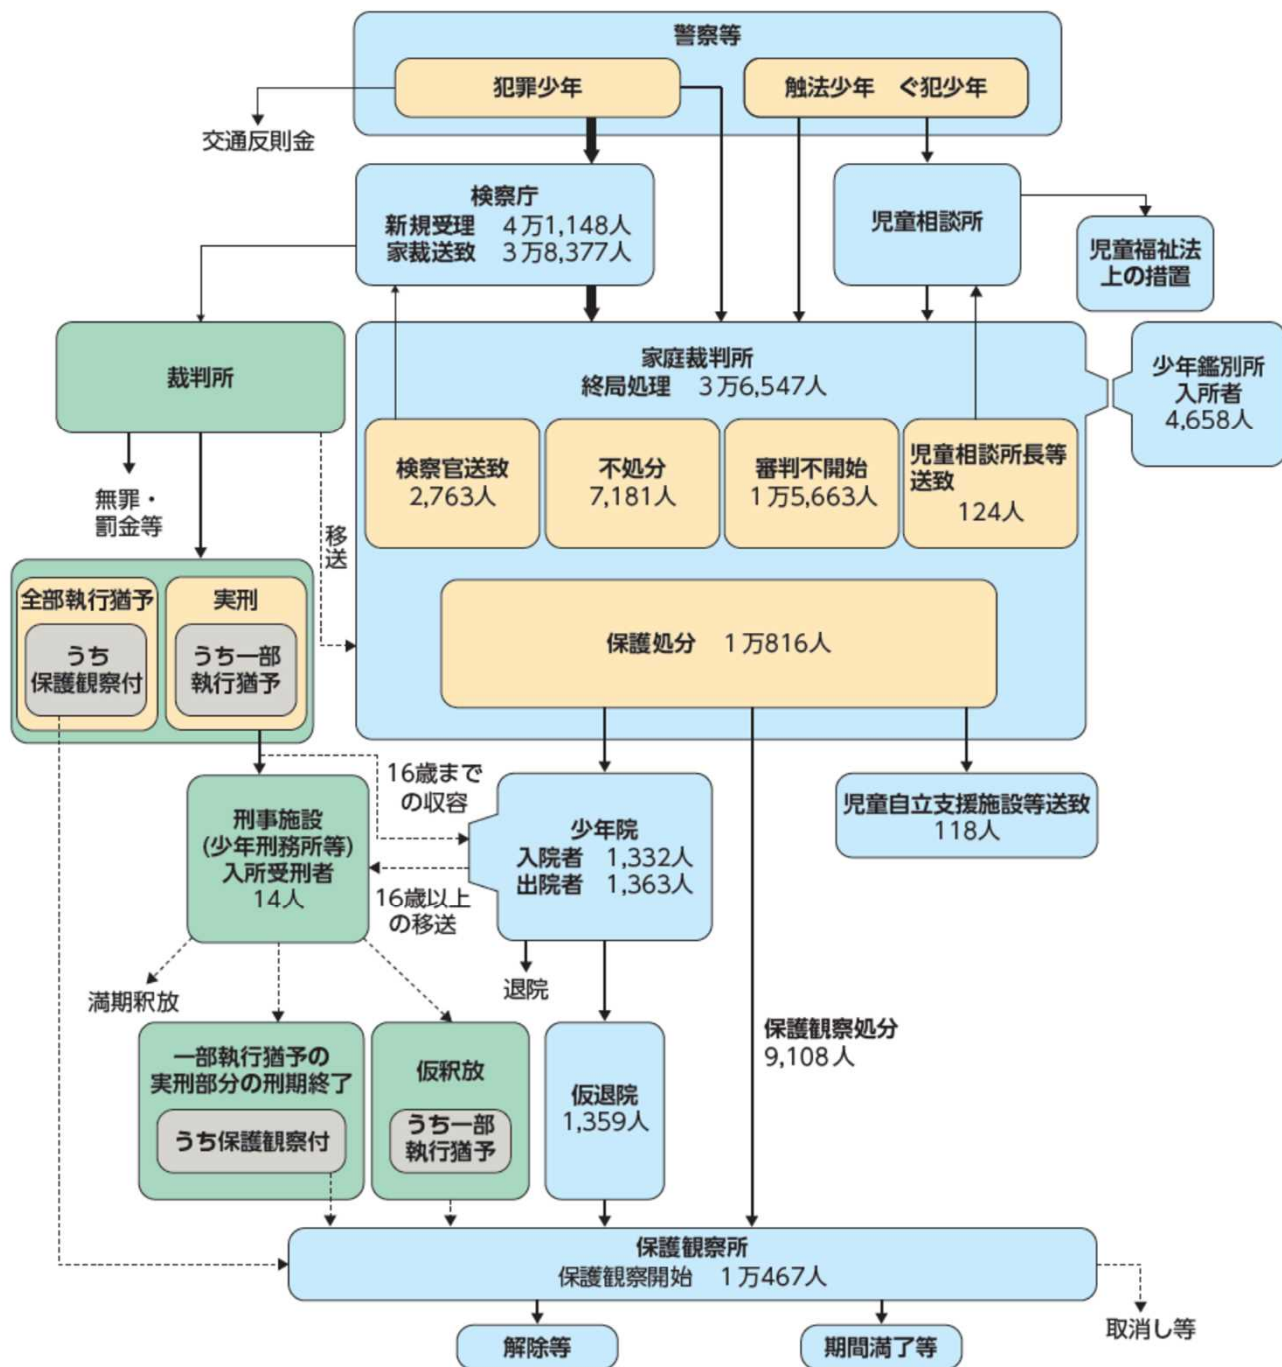 警察等
犯罪少年
触法少年　ぐ犯少年
交通反則金
検察庁
新規受理　4万1,148人
家裁送致　3万8,377人
児童相談所
児童福祉法
上の措置
裁判所
家庭裁判所
終局処理　3万6,547人
少年鑑別所
入所者
4,658人
検察官送致
2,763人
不処分
7,181人
審判不開始
1万5,663人
児童相談所長等
送致
124人
無罪・
罰金等
移送
全部執行猶予
うち
保護観察付
実刑
うち一部
執行猶予
保護処分　1万816人
16歳まで
の収容
刑事施設
(少年刑務所等)
入所受刑者
14人
少年院
入院者　1,332人
出院者　1,363人
児童自立支援施設等送致
118人
16歳以上
の移送
満期釈放
退院
一部執行猶予の
実刑部分の刑期終了
うち保護観察付
仮釈放
うち一部
執行猶予
仮退院
1,359人
保護観察処分
9,108人
保護観察所
保護観察開始　1万467人
取消し等
解除等
期間満了等